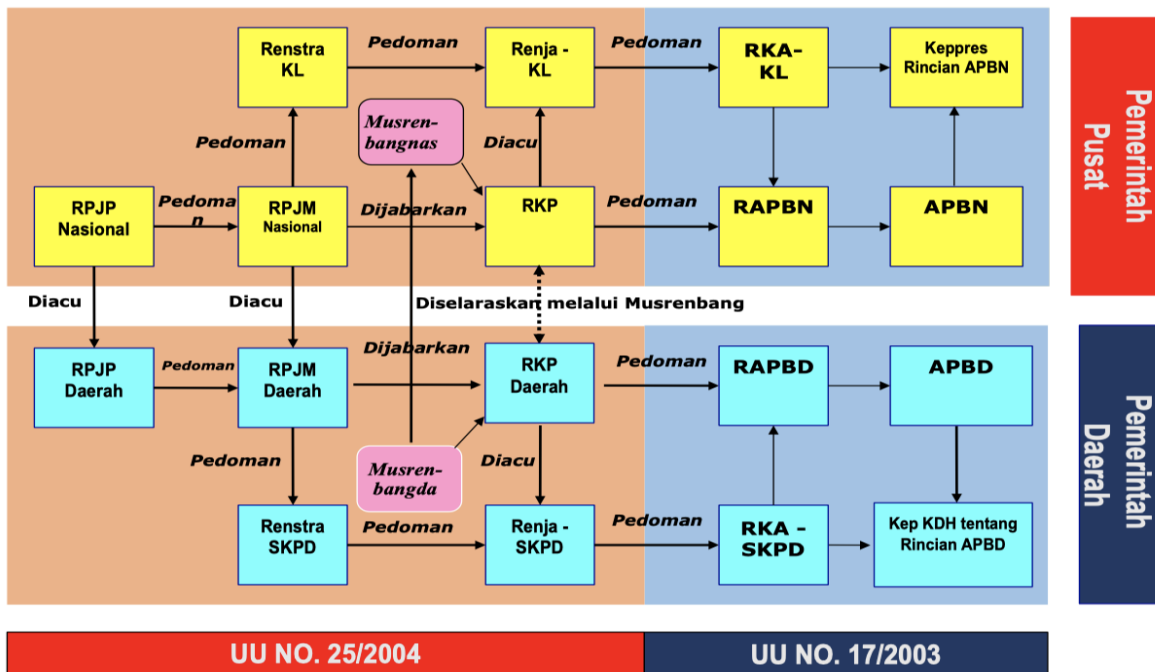 Renstra
KL
Pedoman
Renja -
KL
Pedoman
RKA-
KL
Keppres
Rincian APBN
Pemerintah
Pusat
Musren-
bangnas
Pedoman
Diacu
RPJP
Nasional
Pedoma
n
RPJM
Nasional
Dijabarkan
RKP
Pedoman
RAPBN
APBN
Diacu
Diacu
Diselaraskan melalui Musrenbang
RPJP
Daerah
Pedoman
RPJM
Daerah
Dijabarkan
RKP
Daerah
Pedoman
RAPBD
APBD
Pemerintah
Daerah
Pedoman
Musren-
bangda
Diacu
Renstra
SKPD
Pedoman
Renja -
SKPD
Pedoman
RKA -
SKPD
Kep KDH tentang
Rincian APBD
UU NO. 25/2004
UU NO. 17/2003